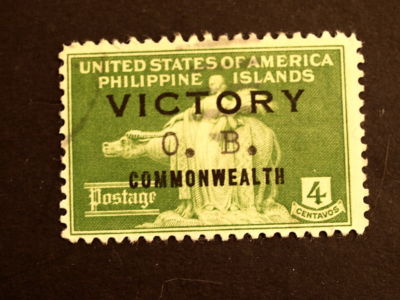 UNITED STATES OF AMERICA
PHILIPPINE ISLANDS
VICTORY
O. B.
COMMONWEALTH
Postage
4
CENTAVOS